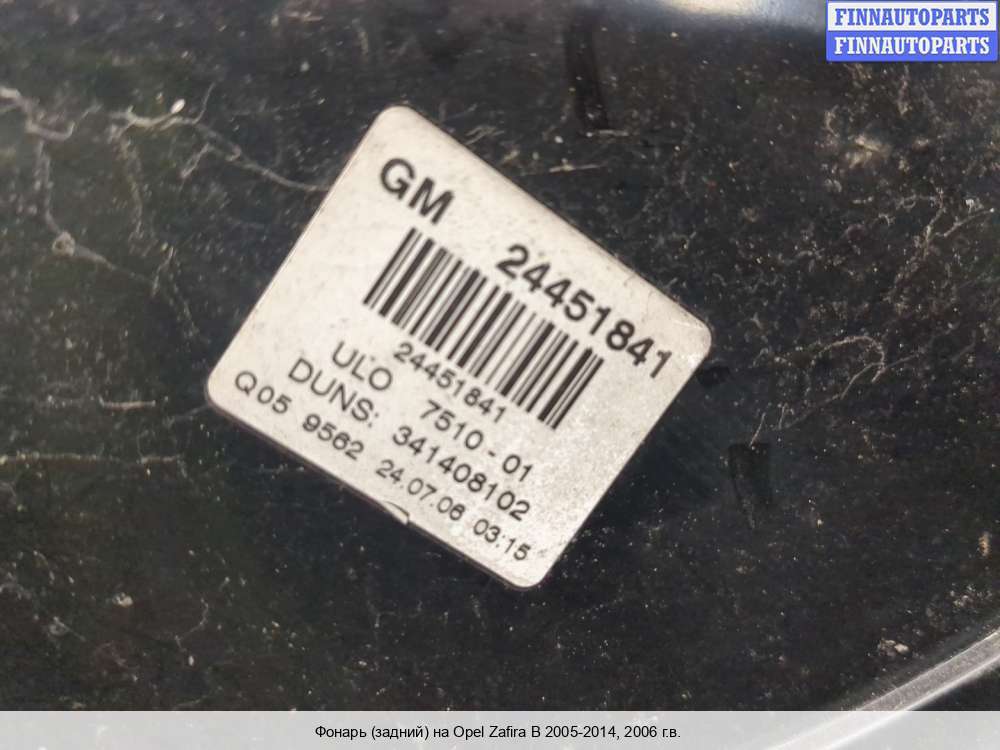 FINNAUTOPARTS
FINNAUTOPARTS
GM
24451841
24451841
ULO 7510-01
DUNS: 341408102
Q05 9562 24.07.06 03:15
Фонарь (задний) на Opel Zafira B 2005-2014, 2006 г.в.